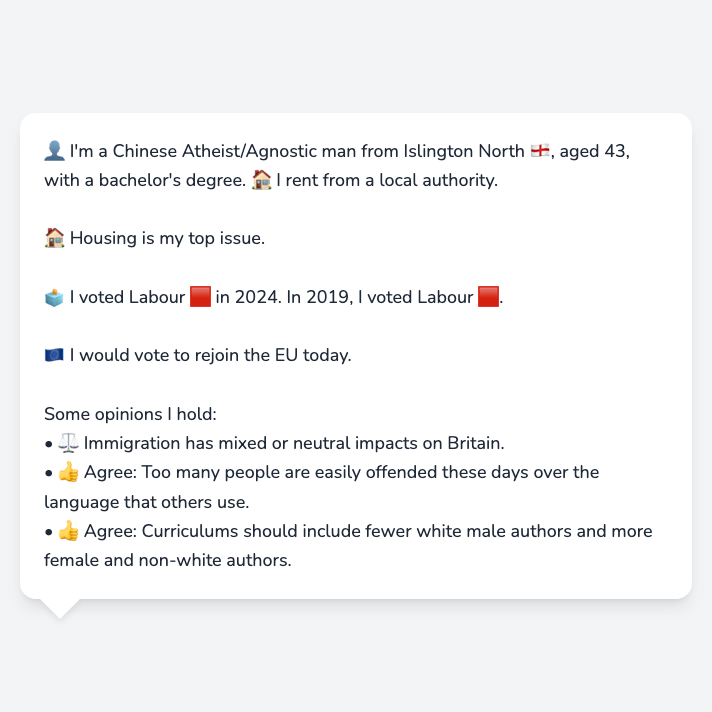 👤 I'm a Chinese Atheist/Agnostic man from Islington North 🏴󠁧󠁢󠁥󠁮󠁧󠁿, aged 43,
with a bachelor's degree. 🏠 I rent from a local authority.
🏠 Housing is my top issue.
🗳️ I voted Labour 🟥 in 2024. In 2019, I voted Labour 🟥.
🇪🇺 I would vote to rejoin the EU today.
Some opinions I hold:
• ⚖️ Immigration has mixed or neutral impacts on Britain.
• 👍 Agree: Too many people are easily offended these days over the
language that others use.
• 👍 Agree: Curriculums should include fewer white male authors and more
female and non-white authors.